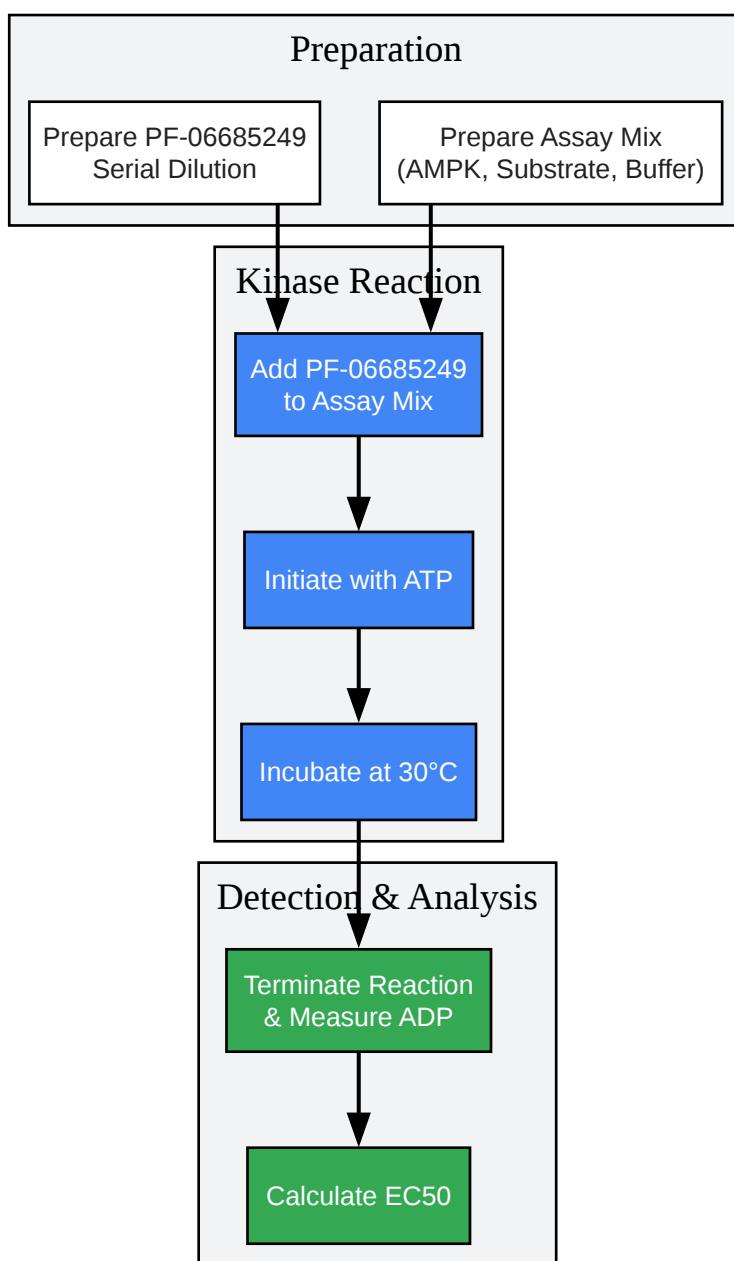 Preparation
Prepare PF-06685249
Serial Dilution
Prepare Assay Mix
(AMPK, Substrate, Buffer)
Kinase Reaction
Add PF-06685249
to Assay Mix
Initiate with ATP
Incubate at 30°C
Detection & Analysis
Terminate Reaction
& Measure ADP
Calculate EC50